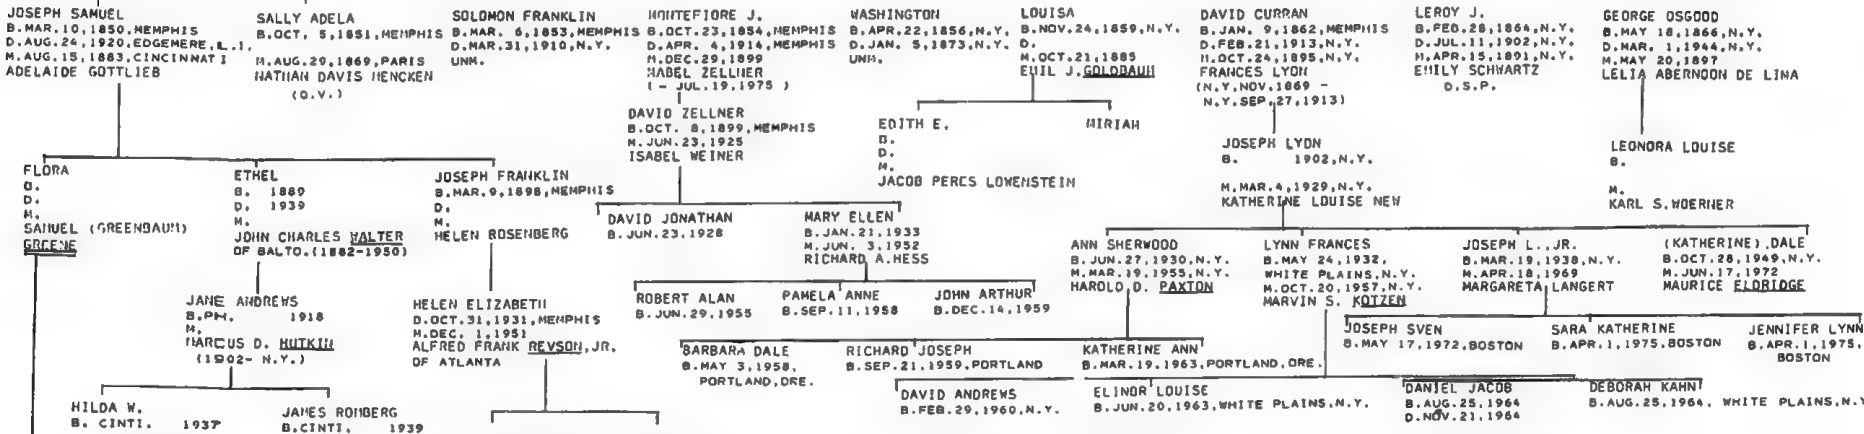 JOSEPH SAMUEL
B.MAR.10,1850,MEMPHIS
D.AUG.24,1920,EDGEMERE,L.I.
M.AUG.15,1883,CINCINNATI
ADELAIDE GOTTLIEB
SALLY ADELA
B.OCT. 5,1851,MEMPHIS
M.AUG.29,1869,PARIS
NATHAN DAVIS MENCKEN
(Q.V.)
SOLOMON FRANKLIN
B.MAR. 6,1853,MEMPHIS
D.MAR.31,1910,N.Y.
UNM.
MONTEFIORE J.
B.OCT.23,1854,MEMPHIS
D.APR. 4,1914,MEMPHIS
M.DEC.29,1899
MABEL ZELLNER
( - JUL.19,1975 )
WASHINGTON
B.APR.22,1856,N.Y.
D.JAN. 5,1873,N.Y.
UNM.
LOUISA
B.NOV.24,1859,N.Y.
D.
M.OCT.21,1885
EMIL J.GOLDBAUM
DAVID CURRAN
B.JAN. 9,1862,MEMPHIS
D.FEB.21,1913,N.Y.
M.OCT.24,1895,N.Y.
FRANCES LYON
(N.Y.NOV.1869 -
N.Y.SEP.27,1913)
LEROY J.
B.FEB.28,1864,N.Y.
D.JUL.11,1902,N.Y.
M.APR.15,1891,N.Y.
EMILY SCHWARTZ
D.S.P.
GEORGE OSGOOD
B.MAY 18,1866,N.Y.
D.MAR. 1,1944,N.Y.
M.MAY 20,1897
LELIA ABERNOON DE LIMA
DAVID ZELLNER
B.OCT. 8,1899,MEMPHIS
M.JUN.23,1925
ISABEL WEINER
EDITH E.
B.
D.
M.
JACOB PERES LOWENSTEIN
MIRIAM
JOSEPH LYON
B. 1902,N.Y.
M.MAR.4,1929,N.Y.
KATHERINE LOUISE NEW
LEONORA LOUISE
B.
M.
KARL S.WOERNER
FLORA
B.
D.
M.
SAMUEL (GREENBAUM)
GREENE
ETHEL
B. 1889
D. 1939
M.
JOHN CHARLES WALTER
OF BALTO.(1882-1950)
JOSEPH FRANKLIN
B.MAR.9,1898,MEMPHIS
D.
M.
HELEN ROSENBERG
DAVID JONATHAN
B.JUN.23,1928
MARY ELLEN
B.JAN.21,1933
M.JUN. 3,1952
RICHARD A.HESS
ANN SHERWOOD
B.JUN.27,1930,N.Y.
M.MAR.19,1955,N.Y.
HAROLD D. PAXTON
LYNN FRANCES
B.MAY 24,1932,
WHITE PLAINS,N.Y.
M.OCT.20,1957,N.Y.
MARVIN S. KOTZEN
JOSEPH L.,JR.
B.MAR.19,1938,N.Y.
M.APR.18,1969
MARGARETA LANGERT
(KATHERINE),DALE
B.OCT.28,1949,N.Y.
M.JUN.17,1972
MAURICE ELDRIDGE
JANE ANDREWS
B.PH. 1918
M.
MARCUS D. HUTKIN
(1902- N.Y.)
HELEN ELIZABETH
D.OCT.31,1931,MEMPHIS
M.DEC. 1,1951
ALFRED FRANK REVSON,JR.
OF ATLANTA
ROBERT ALAN
B.JUN.29,1955
PAMELA ANNE
B.SEP.11,1958
JOHN ARTHUR
B.DEC.14,1959
JOSEPH SVEN
B.MAY 17,1972,BOSTON
SARA KATHERINE
B.APR.1,1975,BOSTON
JENNIFER LYNN
B.APR.1,1975,
BOSTON
BARBARA DALE
B.MAY 3,1958,
PORTLAND,ORE.
RICHARD JOSEPH
B.SEP.21,1959,PORTLAND
KATHERINE ANN
B.MAR.19,1963,PORTLAND,ORE.
DAVID ANDREWS
B.FEB.29,1960,N.Y.
ELINOR LOUISE
B.JUN.20,1963,WHITE PLAINS,N.Y.
DANIEL JACOB
B.AUG.25,1964
D.NOV.21,1964
DEBORAH KAHN
B.AUG.25,1964, WHITE PLAINS,N.Y
HILDA W.
B. CINTI. 1937
JAMES ROMBERG
B.CINTI. 1939